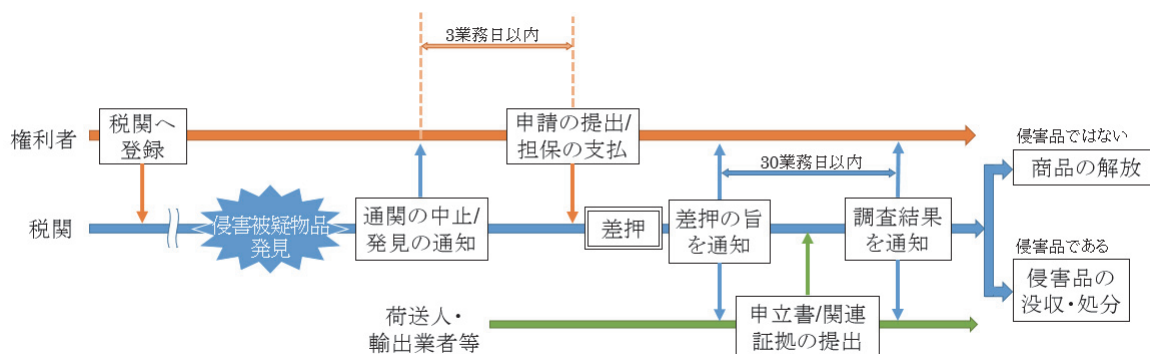 3業務日以内
権利者
税関へ
登録
申請の提出/
担保の支払
30業務日以内
侵害品ではない
商品の解放
税関
侵害被疑物品
発見
通関の中止/
発見の通知
差押
差押の旨
を通知
調査結果
を通知
侵害品である
侵害品の
没収・処分
荷送人・
輸出業者等
申立書/関連
証拠の提出